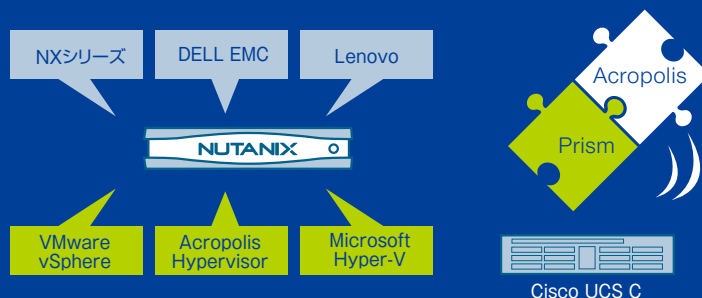 NXシリーズ
DELL EMC
Lenovo
NUTANIX
VMware
vSphere
Acropolis
Hypervisor
Microsoft
Hyper-V
Acropolis
Prism
Cisco UCS C